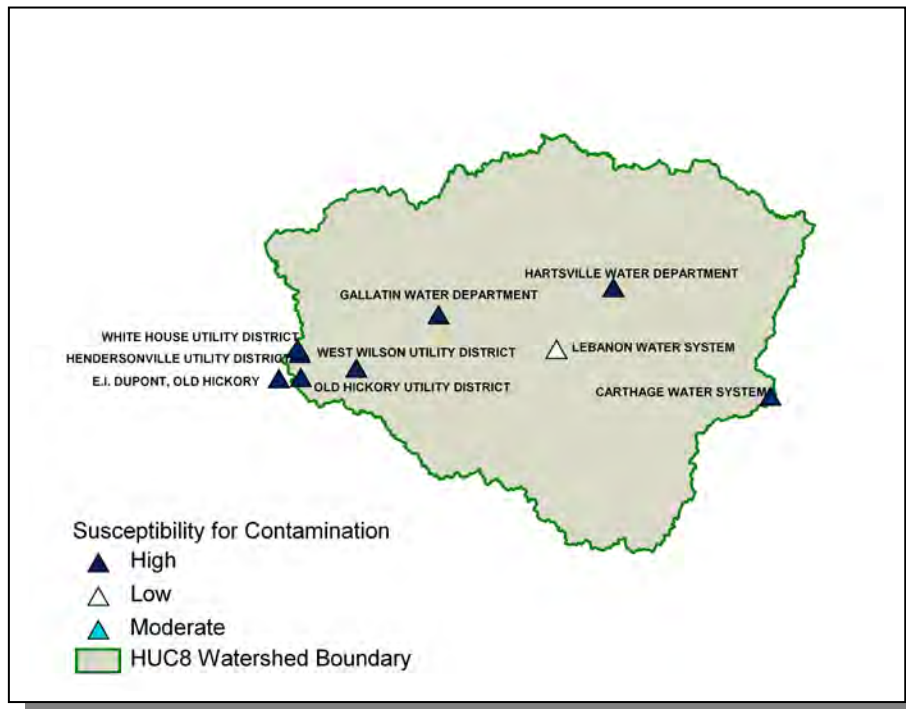 HARTSVILLE WATER DEPARTMENT
GALLATIN WATER DEPARTMENT
WHITE HOUSE UTILITY DISTRICT
WEST WILSON UTILITY DISTRICT
LEBANON WATER SYSTEM
HENDERSONVILLE UTILITY DISTRICT
E.I. DUPONT, OLD HICKORY
OLD HICKORY UTILITY DISTRICT
CARTHAGE WATER SYSTEM
Susceptibility for Contamination
High
Low
Moderate
HUC8 Watershed Boundary